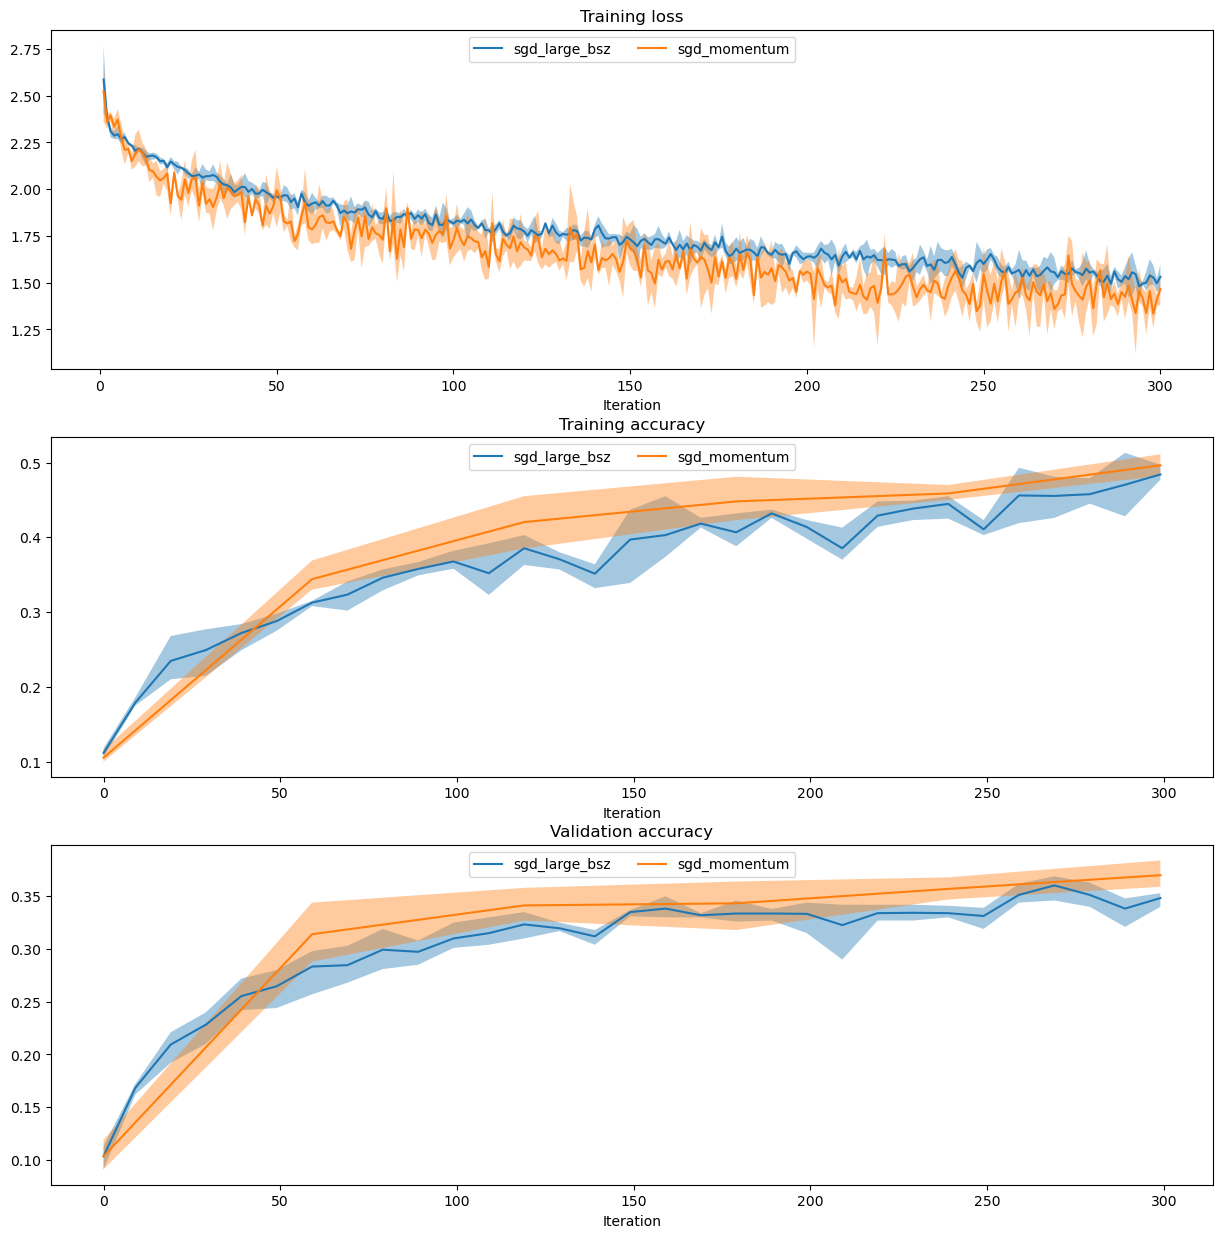 Training loss
sgd_large_bsz sgd_momentum
2.75
2.50
2.25
2.00
1.75
1.50
1.25
0 50 100 150 200 250 300
Iteration
Training accuracy
sgd_large_bsz sgd_momentum
0.5
0.4
0.3
0.2
0.1
0 50 100 150 200 250 300
Iteration
Validation accuracy
sgd_large_bsz sgd_momentum
0.35
0.30
0.25
0.20
0.15
0.10
0 50 100 150 200 250 300
Iteration